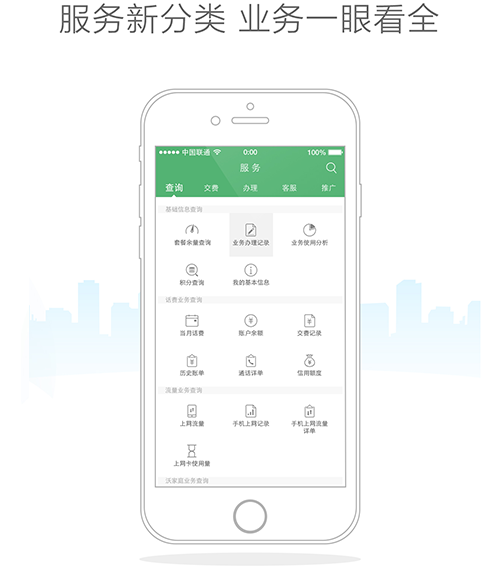 服务新分类 业务一眼看全
中国联通 0:00 100%
服务
查询 交费 办理 客服 推广
基础信息查询
套餐余量查询 业务办理记录 业务使用分析
积分查询 我的基本信息
话费业务查询
当月话费 账户余额 交费记录
历史账单 通话详单 信用额度
流量业务查询
上网流量 手机上网记录 手机上网流量
详单
上网卡使用量
沃家庭业务查询